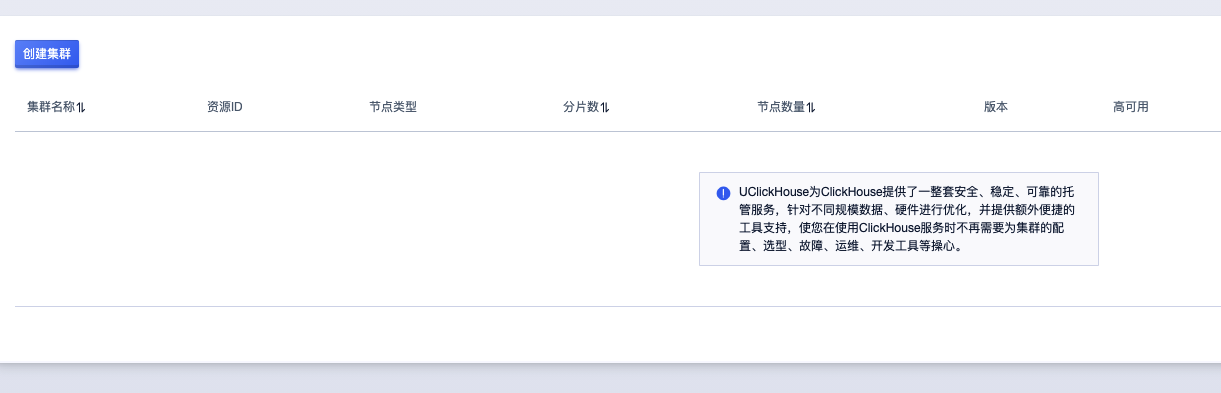 创建集群
集群名称 资源ID 节点类型 分片数 节点数量 版本 高可用
UClickHouse为ClickHouse提供了一整套安全、稳定、可靠的托
管服务，针对不同规模数据、硬件进行优化，并提供额外便捷的
工具支持，使您在使用ClickHouse服务时不再需要为集群的配
置、选型、故障、运维、开发工具等操心。